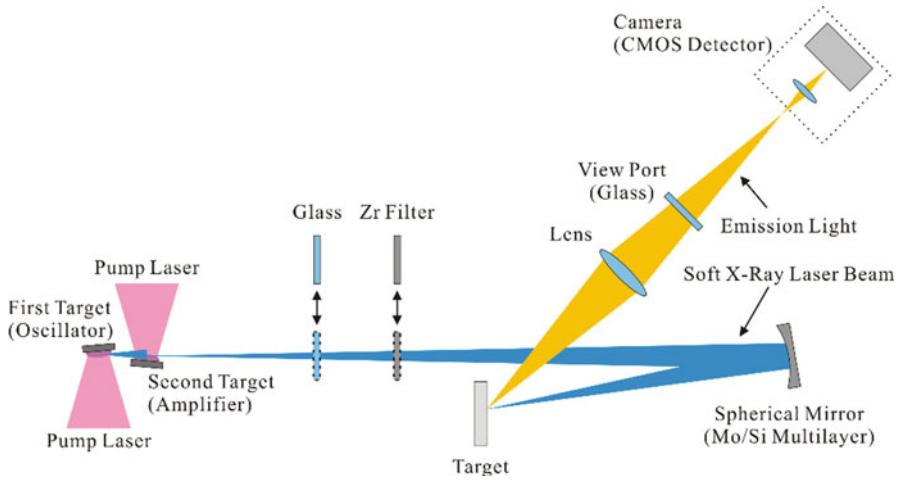 Camera
(CMOS Detector)
View Port
(Glass)
Emission Light
Lens
Glass
Zr Filter
Soft X-Ray Laser Beam
Pump Laser
First Target
(Oscillator)
Second Target
(Amplifier)
Pump Laser
Target
Spherical Mirror
(Mo/Si Multilayer)